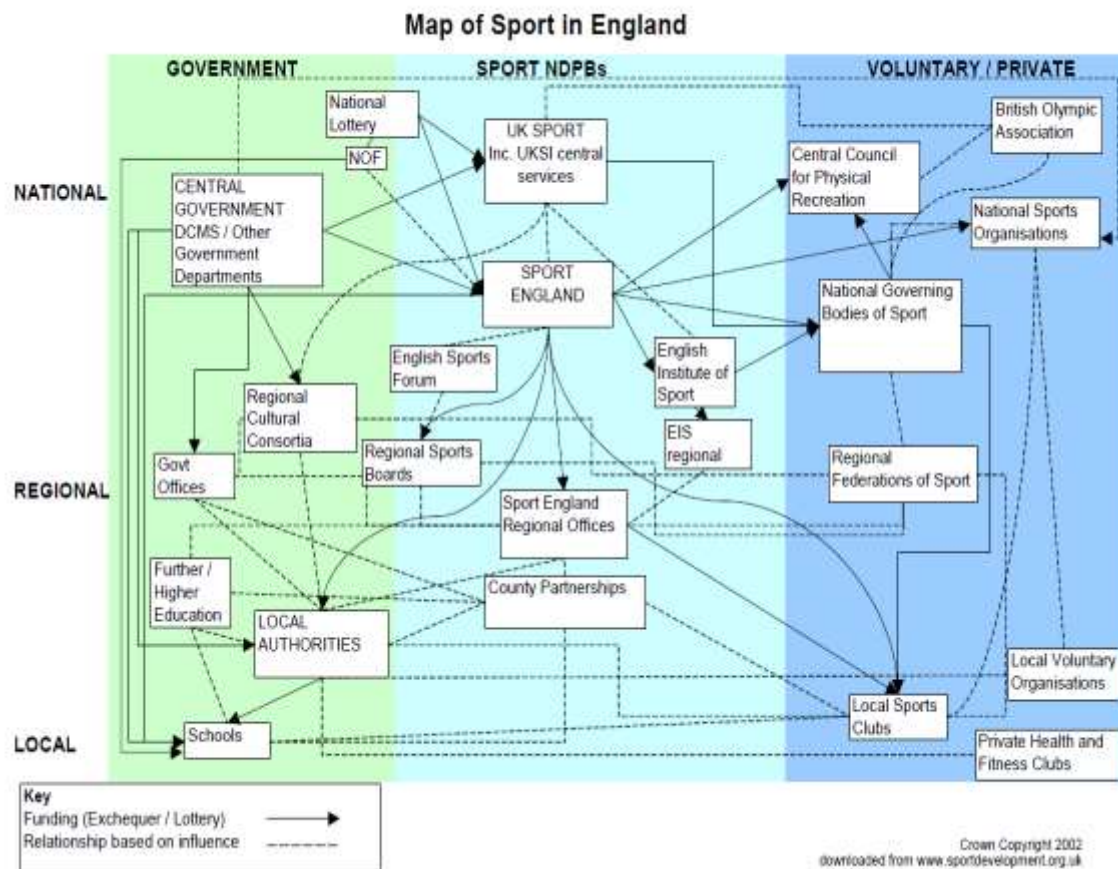 Map of Sport in England
GOVERNMENT
SPORT NDPBs
VOLUNTARY / PRIVATE
NATIONAL
REGIONAL
LOCAL
National
Lottery
NOF
CENTRAL
GOVERNMENT
DCMS / Other
Government
Departments
UK SPORT
Inc. UKSI central
services
British Olympic
Association
Central Council
for Physical
Recreation
National Sports
Organisations
SPORT
ENGLAND
National Governing
Bodies of Sport
English Sports
Forum
English
Institute of
Sport
Regional
Cultural
Consortia
EIS
regional
Govt
Offices
Regional Sports
Boards
Regional
Federations of Sport
Sport England
Regional Offices
Further /
Higher
Education
County Partnerships
LOCAL
AUTHORITIES
Local Voluntary
Organisations
Schools
Local Sports
Clubs
Private Health and
Fitness Clubs
Key
Funding (Exchequer / Lottery)
Relationship based on influence
Crown Copyright 2002
downloaded from www.sportdevelopment.org.uk